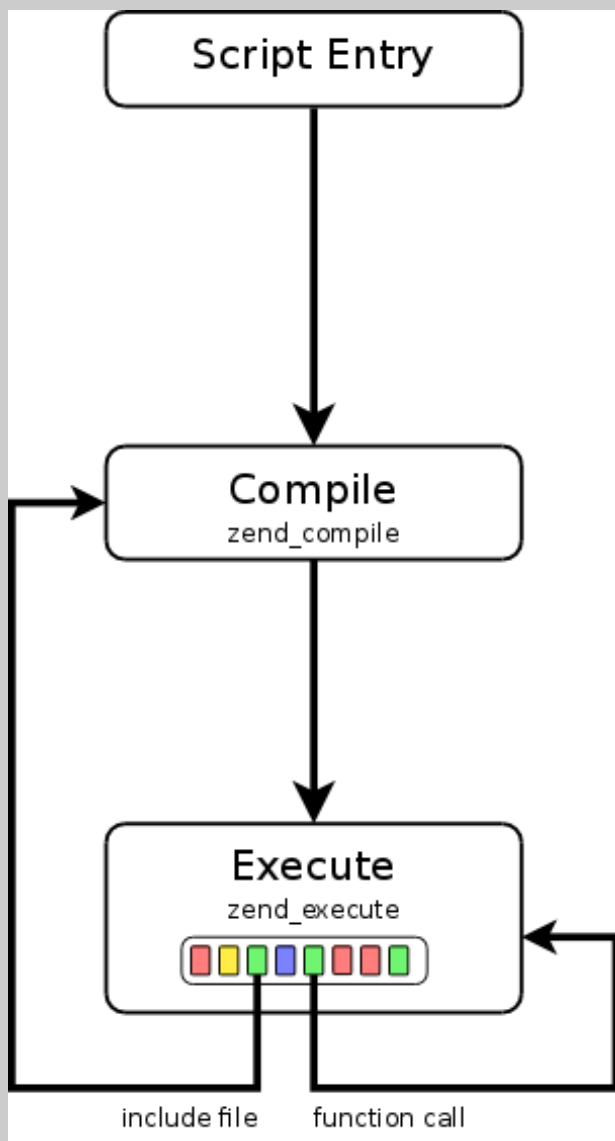 Script Entry
Compile
zend_compile
Execute
zend_execute
include file
function call